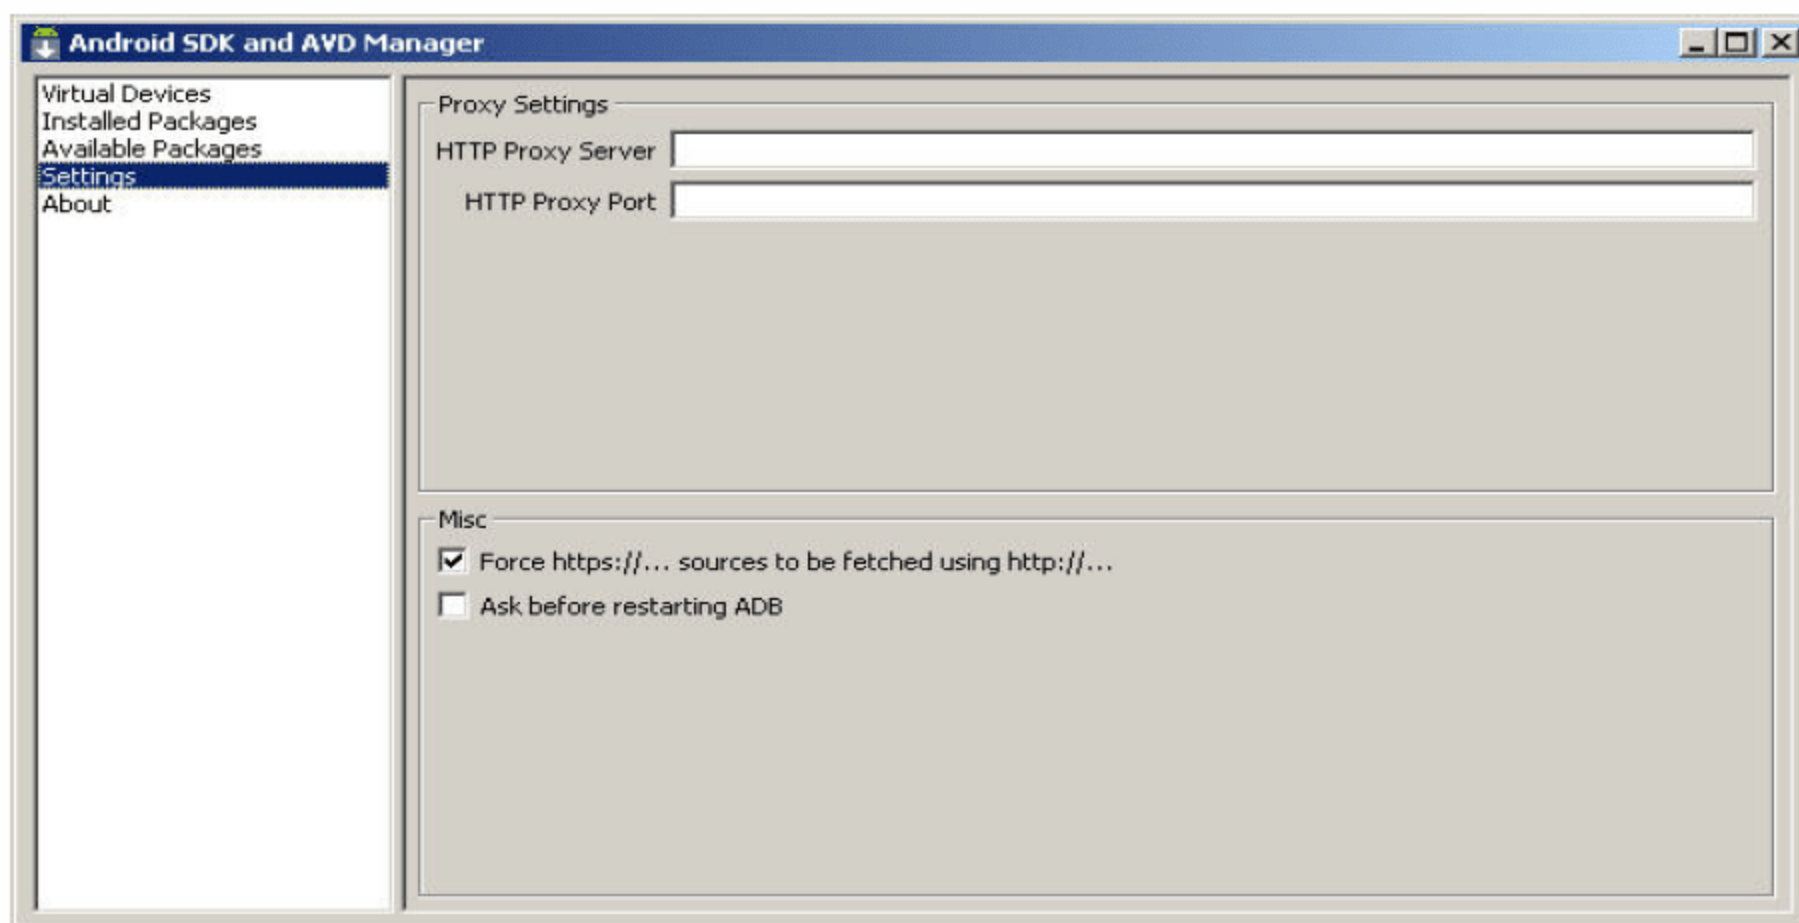 Android SDK and AVD Manager
Virtual Devices
Installed Packages
Available Packages
Settings
About
Proxy Settings
HTTP Proxy Server
HTTP Proxy Port
Misc
Force https://... sources to be fetched using http://...
Ask before restarting ADB